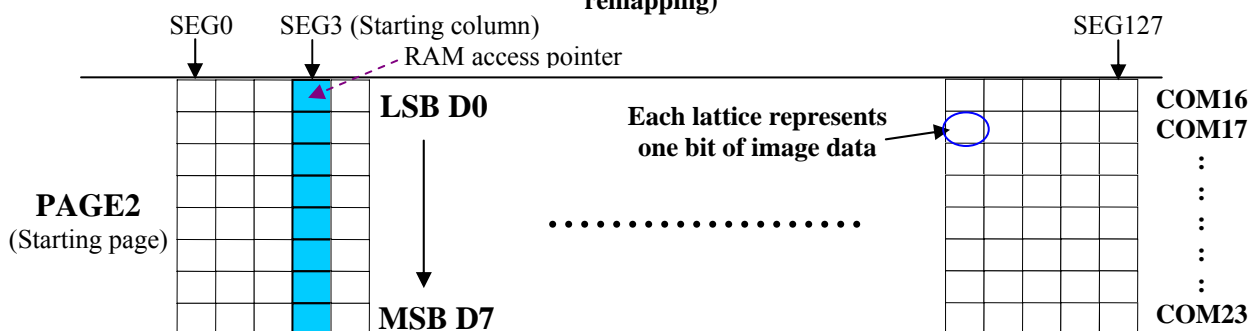 remapping)
SEG0 SEG3 (Starting column) SEG127
RAM access pointer
LSB D0
Each lattice represents
one bit of image data
COM16
COM17
:
:
:
:
:
PAGE2
(Starting page)
....................
MSB D7
COM23